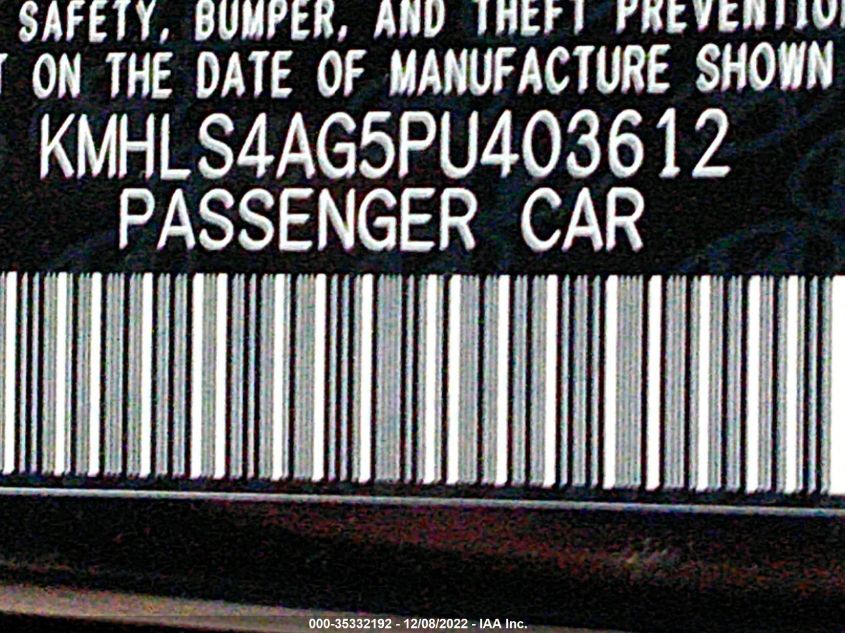 SAFETY, BUMPER, AND THEFT PREVENTION
ON THE DATE OF MANUFACTURE SHOWN
KMHLS4AG5PU403612
PASSENGER CAR
000-35332192 - 12/08/2022 - IAA Inc.